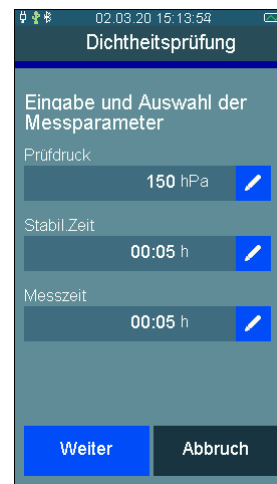 02.03.20 15:13:54
Dichtheitsprüfung
Eingabe und Auswahl der
Messparameter
Prüfdruck
150 hPa
Stabil.Zeit
00:05 h
Messzeit
00:05 h
Weiter
Abbruch